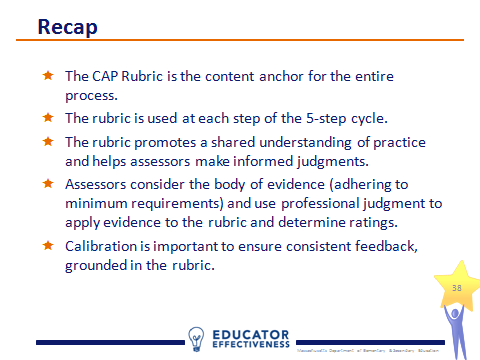 Recap
The CAP Rubric is the content anchor for the entire
process.
The rubric is used at each step of the 5-step cycle.
The rubric promotes a shared understanding of practice
and helps assessors make informed judgments.
Assessors consider the body of evidence (adhering to
minimum requirements) and use professional judgment to
apply evidence to the rubric and determine ratings.
Calibration is important to ensure consistent feedback,
grounded in the rubric.
38
EDUCATOR
EFFECTIVENESS
Massachusetts Department of Elementary & Secondary Education